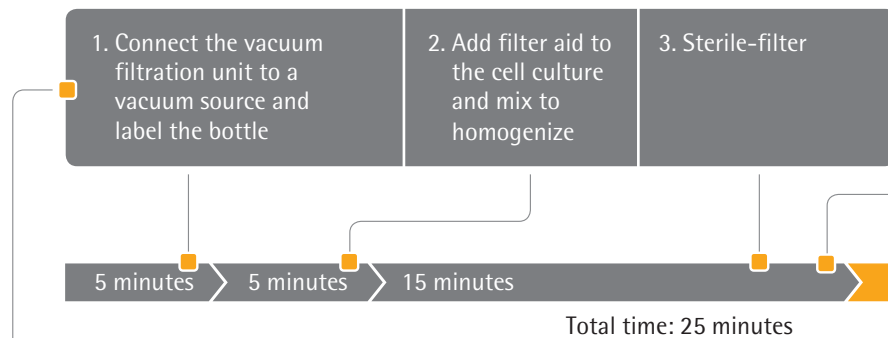 1. Connect the vacuum
filtration unit to a
vacuum source and
label the bottle
2. Add filter aid to
the cell culture
and mix to
homogenize
3. Sterile-filter
5 minutes
5 minutes
15 minutes
Total time: 25 minutes